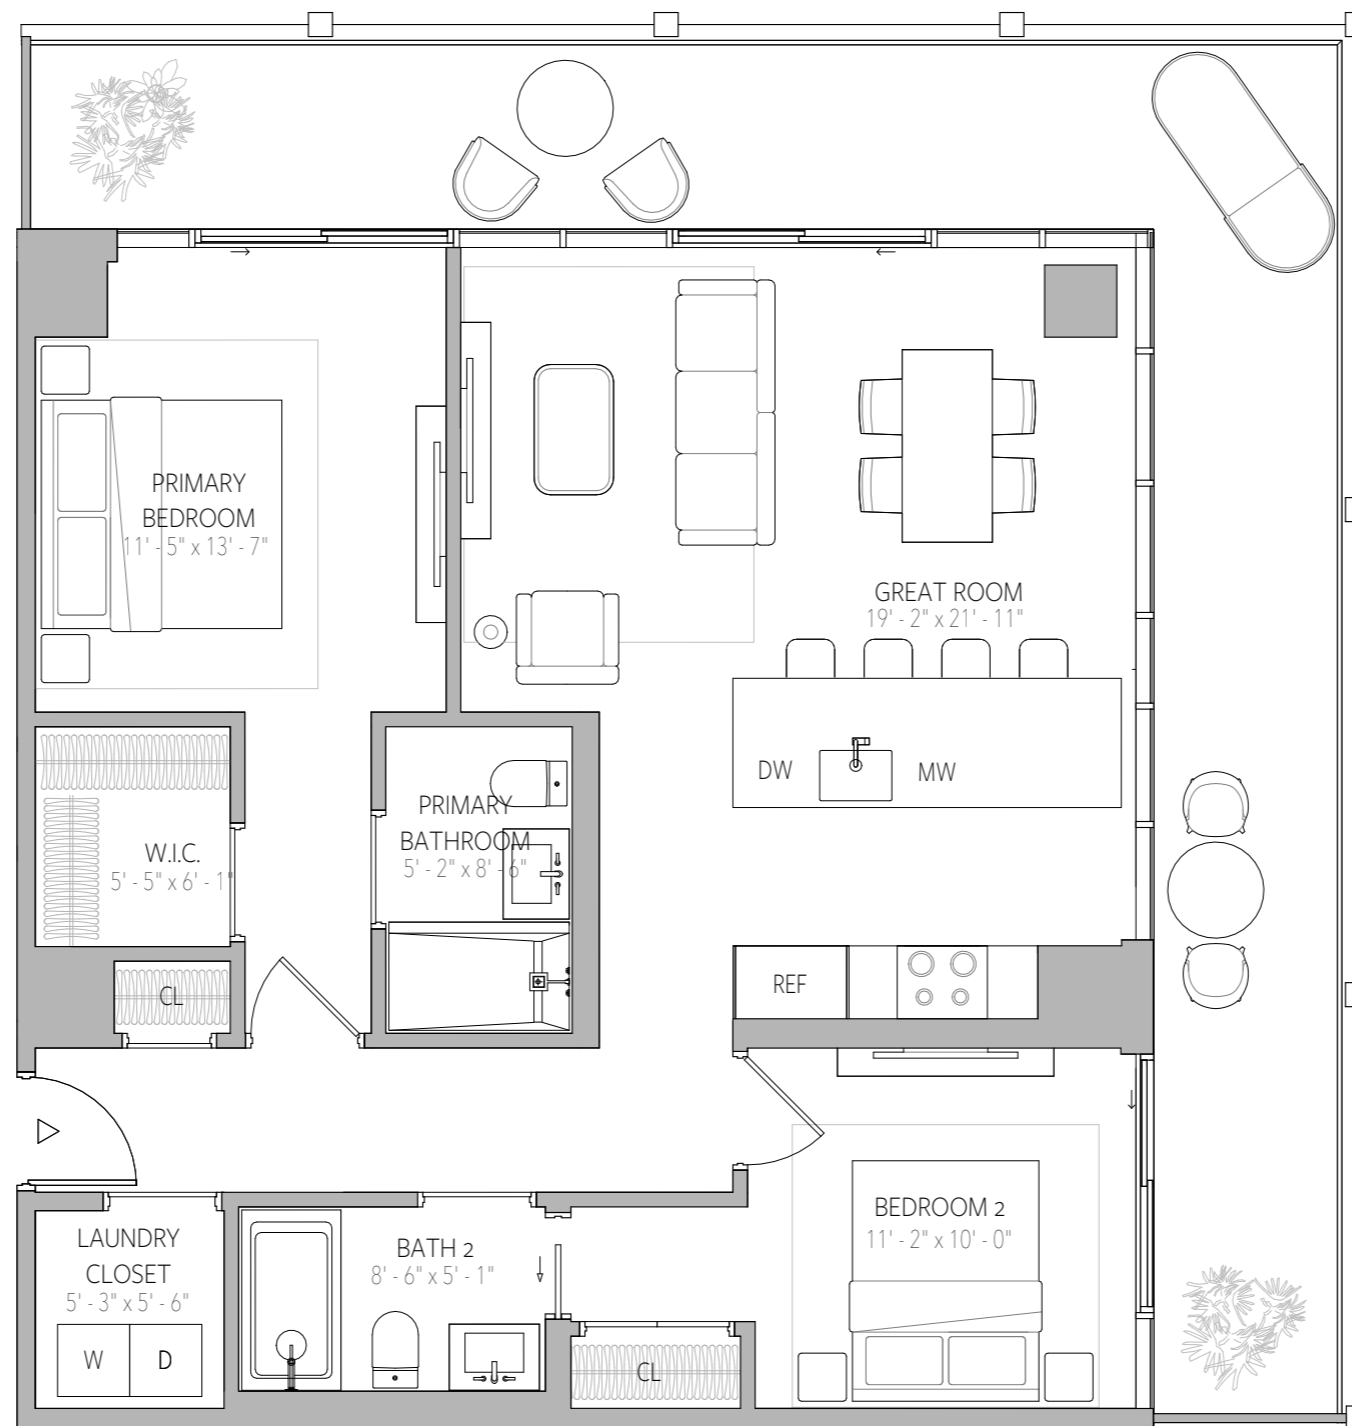 PRIMARY
BEDROOM
11' - 5" x 13' - 7"
GREAT ROOM
19' - 2" x 21' - 11"
DW
MW
PRIMARY
BATHROOM
5' - 2" x 8' - 6"
W.I.C.
5' - 5" x 6' - 1"
CL
REF
LAUNDRY
CLOSET
5' - 3" x 5' - 6"
W
D
BATH 2
8' - 6" x 5' - 1"
BEDROOM 2
11' - 2" x 10' - 0"
CL